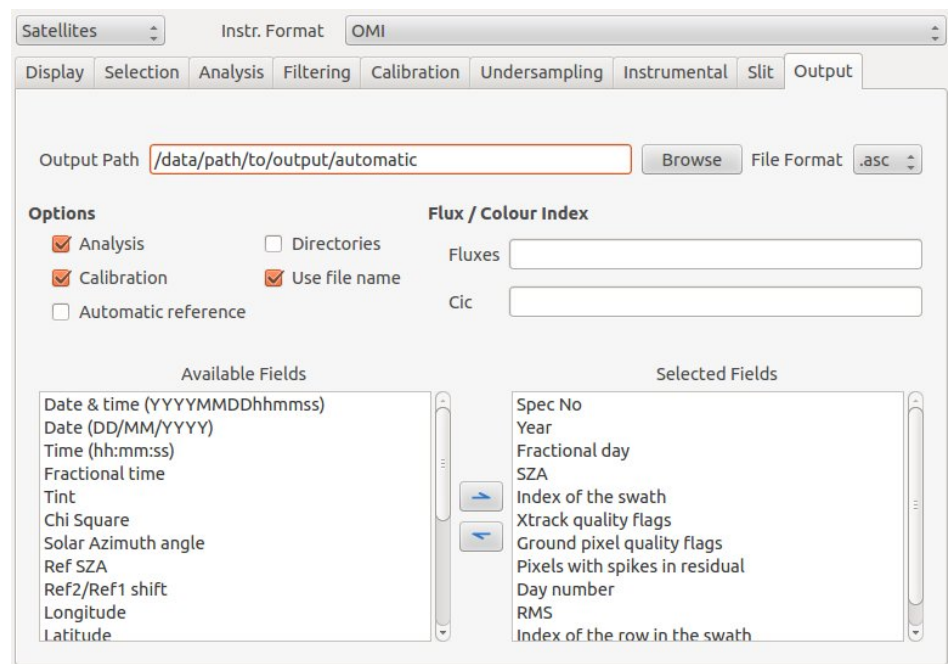 Satellites Instr. Format OMI
Display Selection Analysis Filtering Calibration Undersampling Instrumental Slit Output
Output Path /data/path/to/output/automatic Browse File Format .asc
Options
Analysis Directories
Calibration Use file name
Automatic reference
Flux / Colour Index
Fluxes
Cic
Available Fields
Date & time (YYYYMMDDhhmmss)
Date (DD/MM/YYYY)
Time (hh:mm:ss)
Fractional time
Tint
Chi Square
Solar Azimuth angle
Ref SZA
Ref2/Ref1 shift
Longitude
Latitude
Selected Fields
Spec No
Year
Fractional day
SZA
Index of the swath
Xtrack quality flags
Ground pixel quality flags
Pixels with spikes in residual
Day number
RMS
Index of the row in the swath